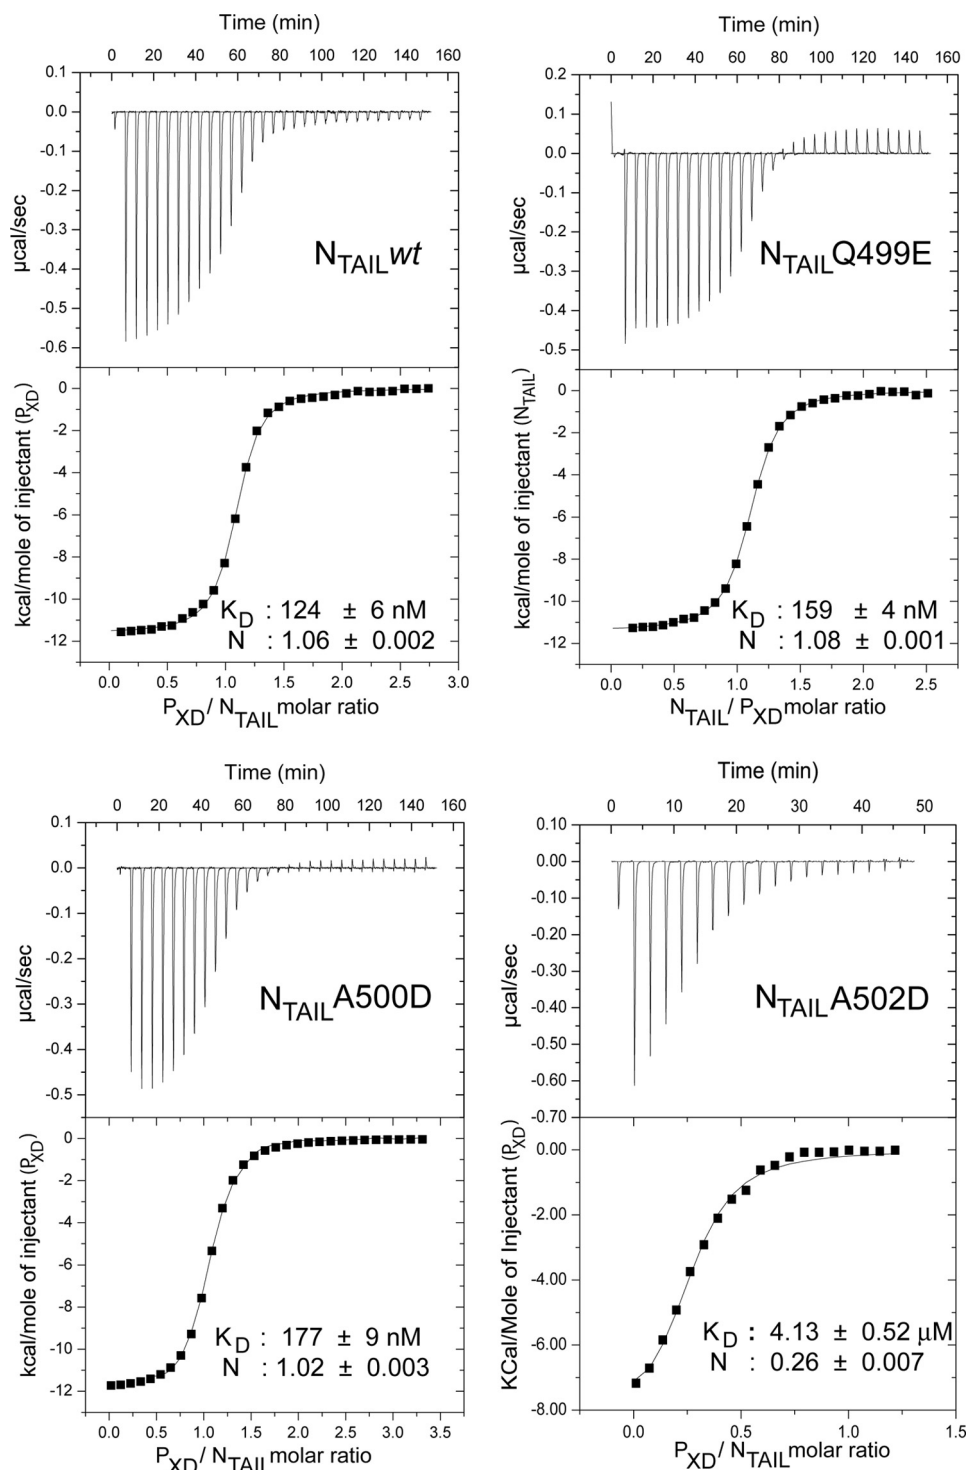 Time (min)
0 20 40 60 80 100 120 140 160
0.1
0.0
-0.1
-0.2
-0.3
-0.4
-0.5
-0.6
µcal/sec
NTAILwt
0
-2
-4
-6
-8
-10
-12
kcal/mole of injectant (PXD)
KD : 124 ± 6 nM
N : 1.06 ± 0.002
0.0 0.5 1.0 1.5 2.0 2.5 3.0
PXD/ NTAIL molar ratio
Time (min)
0 20 40 60 80 100 120 140 160
0.2
0.1
0.0
-0.1
-0.2
-0.3
-0.4
-0.5
µcal/sec
NTAILQ499E
0
-2
-4
-6
-8
-10
-12
kcal/mole of injectant (NTAIL)
KD : 159 ± 4 nM
N : 1.08 ± 0.001
0.0 0.5 1.0 1.5 2.0 2.5
NTAIL/ PXD molar ratio
Time (min)
0 20 40 60 80 100 120 140 160
0.1
0.0
-0.1
-0.2
-0.3
-0.4
-0.5
µcal/sec
NTAILA500D
0
-2
-4
-6
-8
-10
-12
kcal/mole of injectant (PXD)
KD : 177 ± 9 nM
N : 1.02 ± 0.003
0.0 0.5 1.0 1.5 2.0 2.5 3.0 3.5
PXD/ NTAIL molar ratio
Time (min)
0 10 21 31 42 50
0.10
0.00
-0.10
-0.20
-0.30
-0.40
-0.50
-0.60
-0.70
µcal/sec
NTAILA502D
0.00
-2.00
-4.00
-6.00
-8.00
KCal/Mole of Injectant (PXD)
KD : 4.13 ± 0.52 µM
N : 0.26 ± 0.007
0.0 0.5 1.0 1.5
PXD/ NTAIL molar ratio